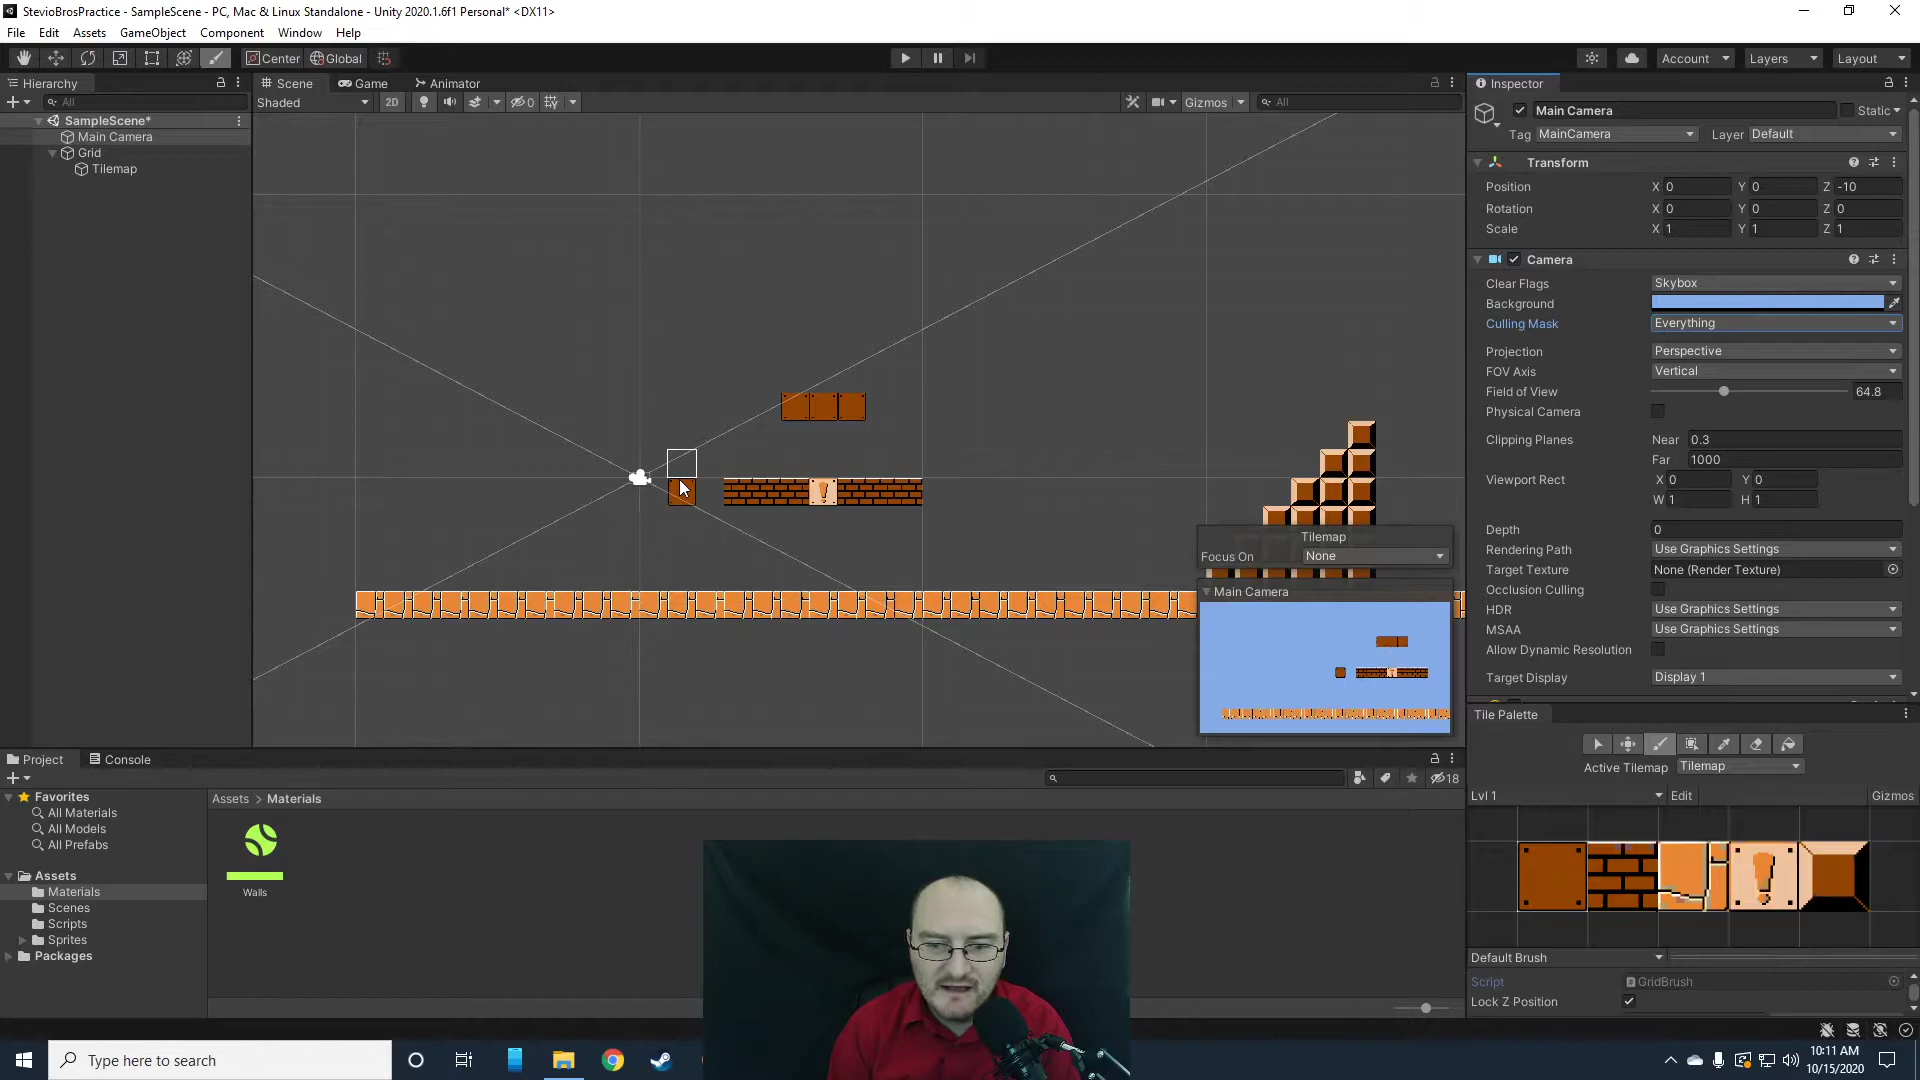 StevioBrosPractice - SampleScene - PC, Mac & Linux Standalone - Unity 2020.1.6f1 Personal* <DX11>
File Edit Assets GameObject Component Window Help
Center Global Account Layers Layout
Hierarchy
All
SampleScene*
Main Camera
Grid
Tilemap
Scene Game Animator
Shaded 2D 0 Gizmos All
Tilemap
Focus On None
Main Camera
Inspector
Main Camera Static
Tag MainCamera Layer Default
Transform
Position X 0 Y 0 Z -10
Rotation X 0 Y 0 Z 0
Scale X 1 Y 1 Z 1
Camera
Clear Flags Skybox
Background
Culling Mask Everything
Projection Perspective
FOV Axis Vertical
Field of View 64.8
Physical Camera
Clipping Planes Near 0.3
Far 1000
Viewport Rect X 0 Y 0
W 1 H 1
Depth 0
Rendering Path Use Graphics Settings
Target Texture None (Render Texture)
Occlusion Culling
HDR Use Graphics Settings
MSAA Use Graphics Settings
Allow Dynamic Resolution
Target Display Display 1
Tile Palette
Active Tilemap Tilemap
Lvl 1 Edit Gizmos
Default Brush
Script GridBrush
Lock Z Position
Project Console
18
Favorites
All Materials
All Models
All Prefabs
Assets
Materials
Scenes
Scripts
Sprites
Packages
Assets > Materials
Walls
Type here to search
10:11 AM
10/15/2020